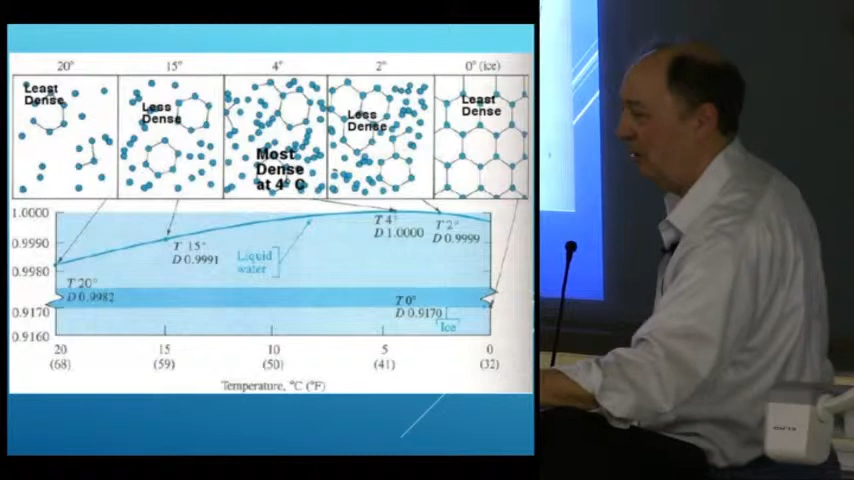 20° 15° 4° 2° 0° (ice)
Least
Dense
Less
Dense
Most
Dense
at 4° C
Less
Dense
Least
Dense
1.0000
0.9990
0.9980
0.9170
0.9160
T 20°
D 0.9982
T 15°
D 0.9991
Liquid
water
T 4°
D 1.0000
T 2°
D 0.9999
T 0°
D 0.9170
Ice
20 15 10 5 0
(68) (59) (50) (41) (32)
Temperature, °C (°F)